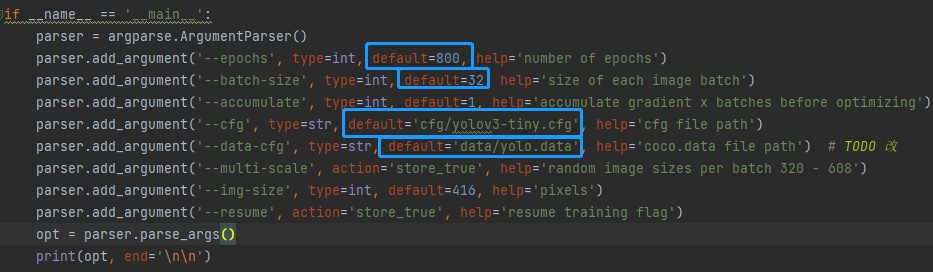 if __name__ == '__main__':
    parser = argparse.ArgumentParser()
    parser.add_argument('--epochs', type=int, default=800, help='number of epochs')
    parser.add_argument('--batch-size', type=int, default=32  help='size of each image batch')
    parser.add_argument('--accumulate', type=int, default=1, help='accumulate gradient x batches before optimizing')
    parser.add_argument('--cfg', type=str, default='cfg/yolov3-tiny.cfg', help='cfg file path')
    parser.add_argument('--data-cfg', type=str, default='data/yolo.data', help='coco.data file path')  # TODO 改
    parser.add_argument('--multi-scale', action='store_true', help='random image sizes per batch 320 - 608')
    parser.add_argument('--img-size', type=int, default=416, help='pixels')
    parser.add_argument('--resume', action='store_true', help='resume training flag')
    opt = parser.parse_args()
    print(opt, end='\n\n')